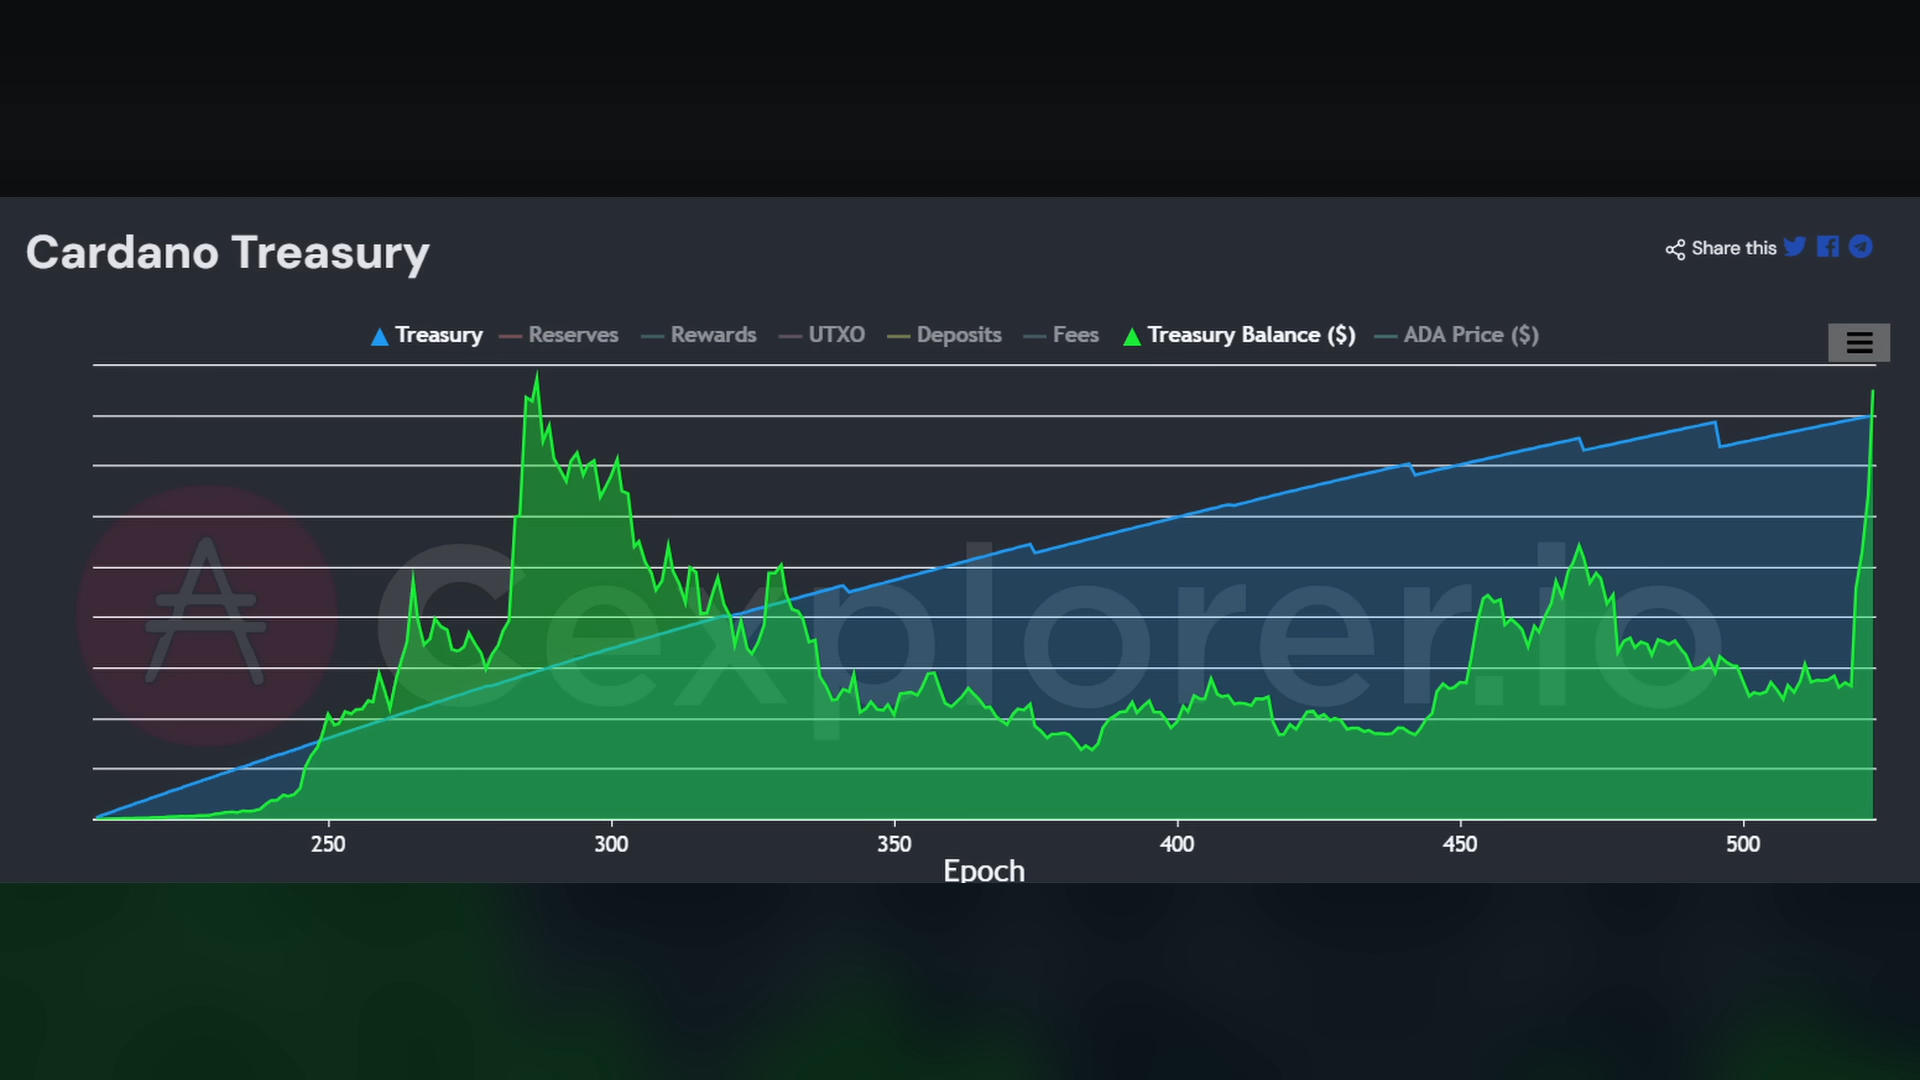 Cardano Treasury
Share this
Treasury Reserves Rewards UTXO Deposits Fees Treasury Balance ($) ADA Price ($)
Cexplorer.io
250 300 350 400 450 500
Epoch